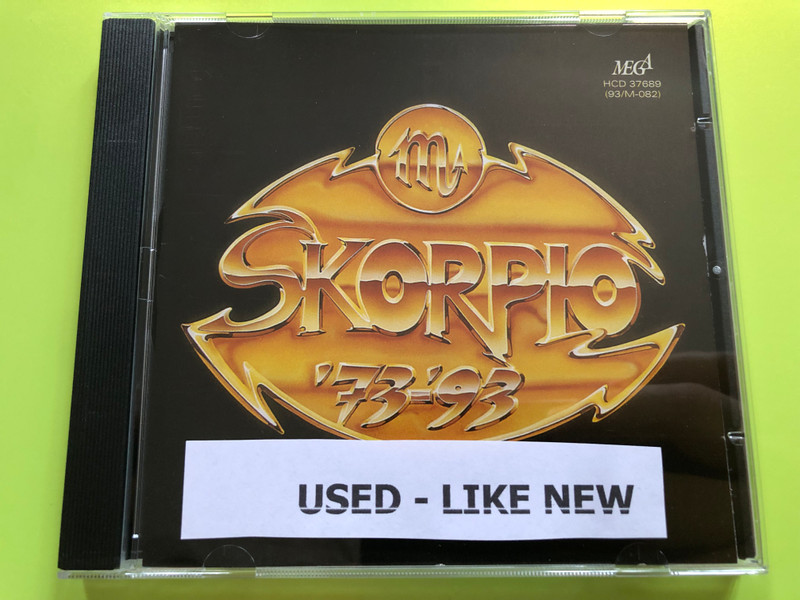 MEGA
HCD 37689
(93/M-082)
SKORPIO
'73-'93
USED - LIKE NEW